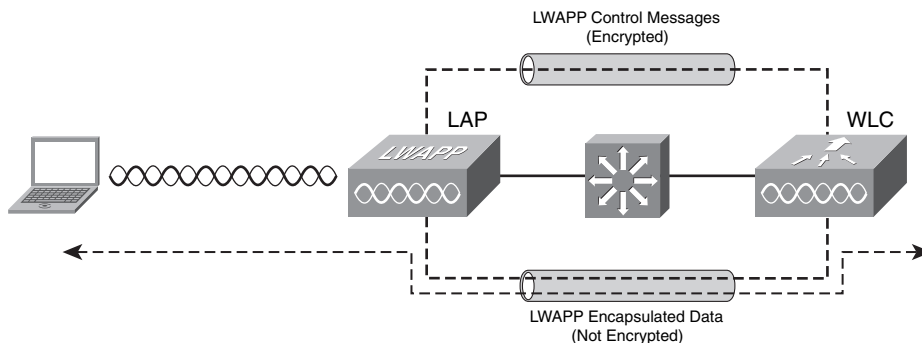 LWAPP Control Messages
(Encrypted)
LAP
WLC
LWAPP
LWAPP Encapsulated Data
(Not Encrypted)